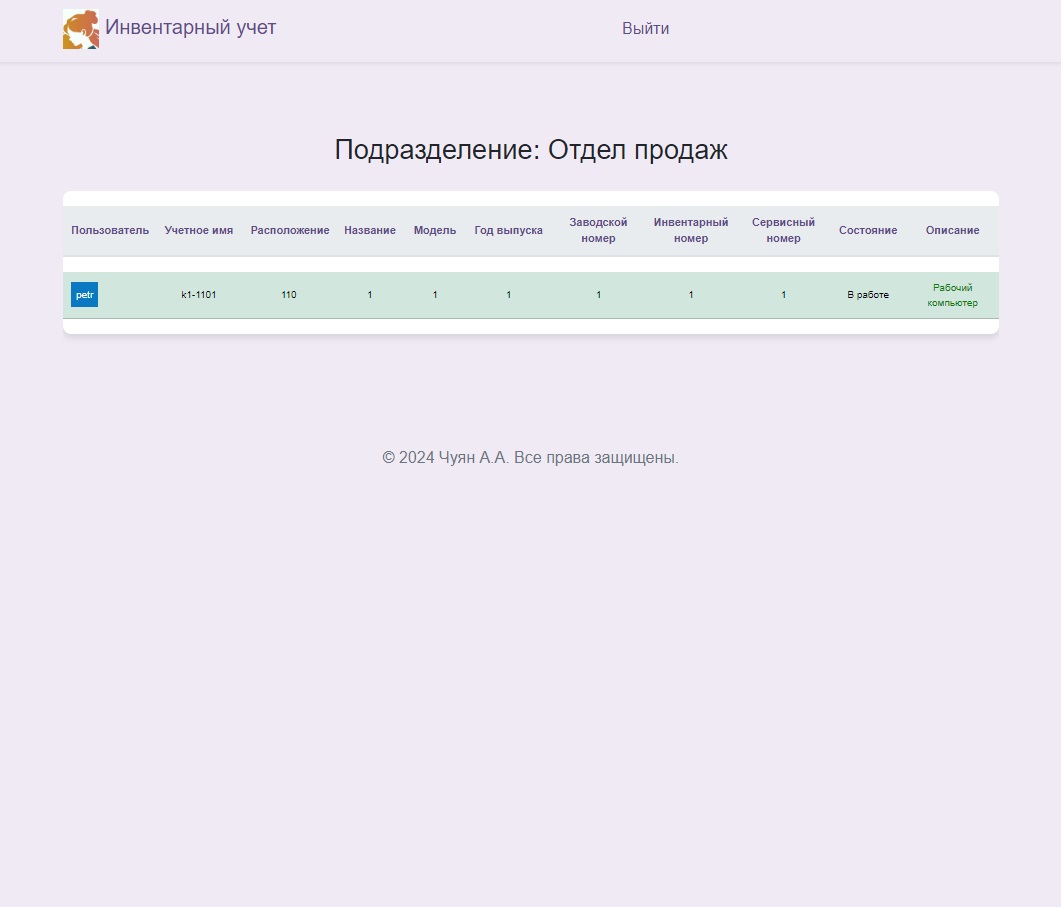 Инвентарный учет
Выйти
Подразделение: Отдел продаж
Пользователь Учетное имя Расположение Название Модель Год выпуска Заводской номер Инвентарный номер Сервисный номер Состояние Описание
petr k1-1101 110 1 1 1 1 1 1 В работе Рабочий компьютер
© 2024 Чуян А.А. Все права защищены.